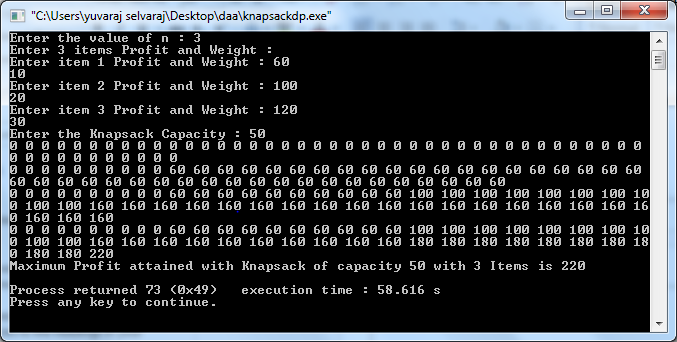 "C:\Users\yuvaraj selvaraj\Desktop\daa\knapsackdp.exe"
Enter the value of n : 3
Enter 3 items Profit and Weight :
Enter item 1 Profit and Weight : 60
10
Enter item 2 Profit and Weight : 100
20
Enter item 3 Profit and Weight : 120
30
Enter the Knapsack Capacity : 50
0 0 0 0 0 0 0 0 0 0 0 0 0 0 0 0 0 0 0 0 0 0 0 0 0 0 0 0 0 0 0 0 0 0 0 0 0 0 0 0
0 0 0 0 0 0 0 0 0 0 0
0 0 0 0 0 0 0 0 0 0 60 60 60 60 60 60 60 60 60 60 60 60 60 60 60 60 60 60 60 60
60 60 60 60 60 60 60 60 60 60 60 60 60 60 60 60 60 60 60 60 60
0 0 0 0 0 0 0 0 0 0 60 60 60 60 60 60 60 60 60 60 100 100 100 100 100 100 100 10
0 100 100 160 160 160 160 160 160 160 160 160 160 160 160 160 160 160 160 160 16
0 160 160 160
0 0 0 0 0 0 0 0 0 0 60 60 60 60 60 60 60 60 60 60 100 100 100 100 100 100 100 10
0 100 100 160 160 160 160 160 160 160 160 160 160 180 180 180 180 180 180 180 18
0 180 180 220
Maximum Profit attained with Knapsack of capacity 50 with 3 Items is 220
Process returned 73 (0x49)   execution time : 58.616 s
Press any key to continue.